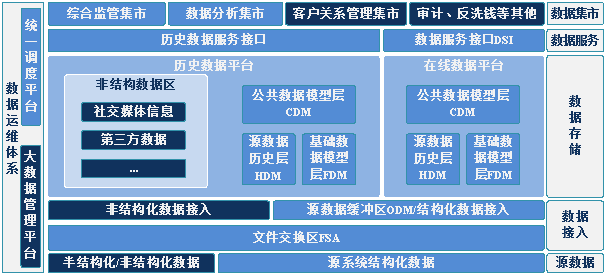 数据运维体系
统一调度平台
大数据管理平台
综合监管集市
数据分析集市
客户关系管理集市
审计、反洗钱等其他
数据集市
历史数据服务接口
数据服务接口DSI
数据服务
历史数据平台
在线数据平台
非结构数据区
社交媒体信息
第三方数据
...
公共数据模型层
CDM
源数据
历史层
HDM
基础数
据模型
层FDM
公共数据模型层
CDM
源数据
历史层
HDM
基础数
据模型
层FDM
数据存储
非结构化数据接入
源数据缓冲区ODM/结构化数据接入
文件交换区FSA
数据
接入
半结构化/非结构化数据
源系统结构化数据
源数据